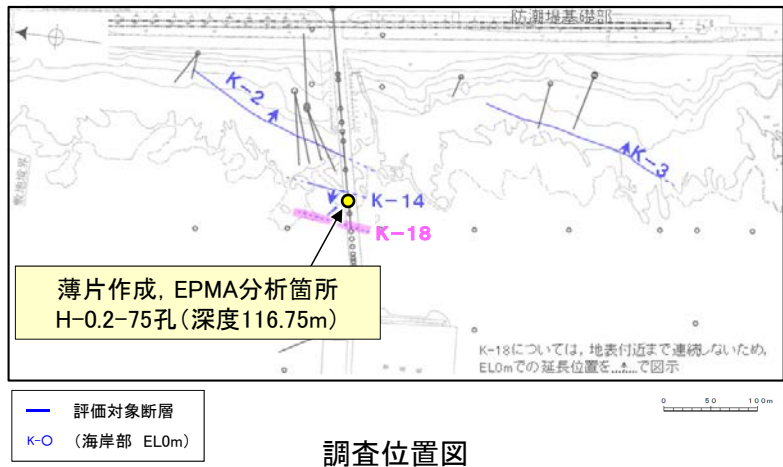 防潮堤基礎部
敷地境界
K-2
K-3
K-14
K-18
薄片作成, EPMA分析箇所
H-0.2-75孔(深度116.75m)
K-18については, 地表付近まで連続しないため,
EL0mでの延長位置を.....で図示
0 50 100m
評価対象断層
K-○ (海岸部 EL0m)
調査位置図